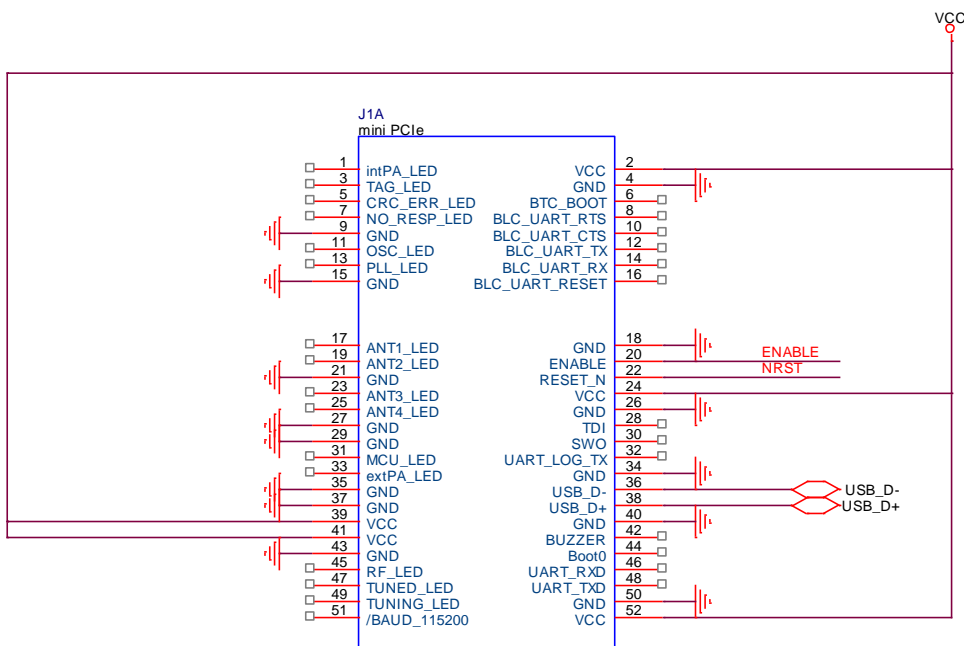 VCC
J1A
mini PCIe
1 intPA_LED VCC 2
3 TAG_LED GND 4
5 CRC_ERR_LED BTC_BOOT 6
7 NO_RESP_LED BLC_UART_RTS 8
9 GND BLC_UART_CTS 10
11 OSC_LED BLC_UART_TX 12
13 PLL_LED BLC_UART_RX 14
15 GND BLC_UART_RESET 16
17 ANT1_LED GND 18
19 ANT2_LED ENABLE 20 ENABLE
21 GND RESET_N 22 NRST
23 ANT3_LED VCC 24
25 ANT4_LED GND 26
27 GND TDI 28
29 GND SWO 30
31 MCU_LED UART_LOG_TX 32
33 extPA_LED GND 34
35 GND USB_D- 36 USB_D-
37 GND USB_D+ 38 USB_D+
39 VCC GND 40
41 VCC BUZZER 42
43 GND Boot0 44
45 RF_LED UART_RXD 46
47 TUNED_LED UART_TXD 48
49 TUNING_LED GND 50
51 /BAUD_115200 VCC 52